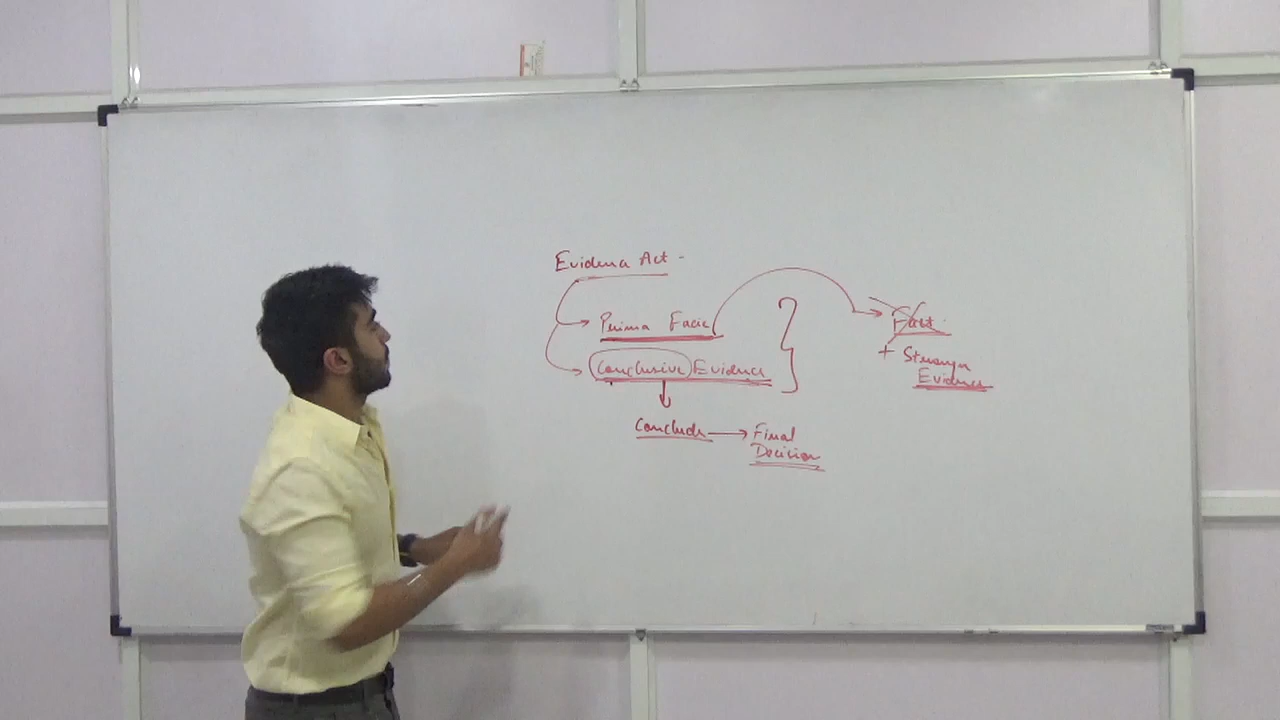 Evidence Act -
Prima Facie
Conclusive Evidence
Conclude → Final
Decision
Fact
+ Stronger
Evidence